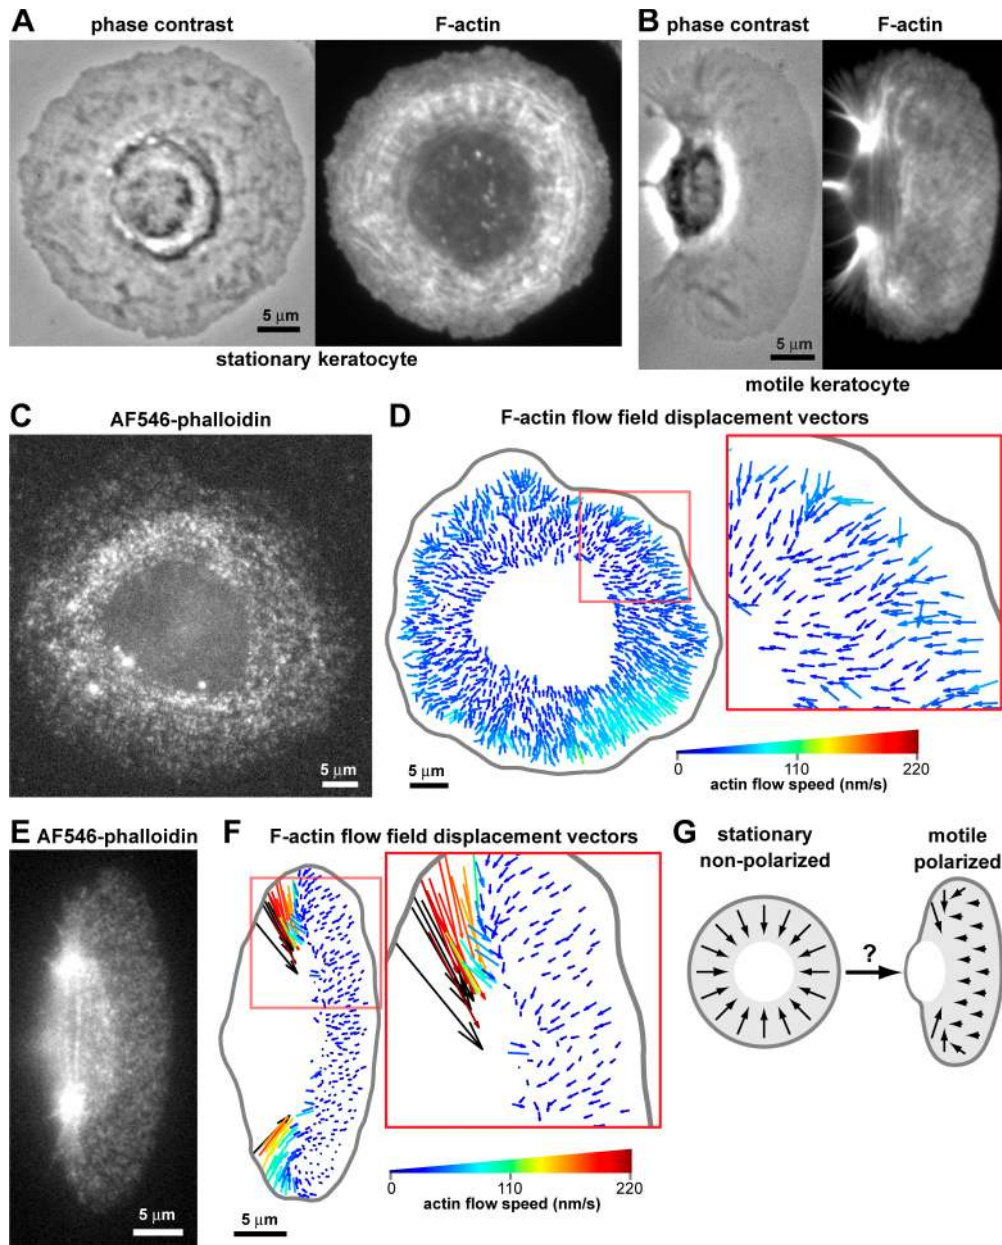 A
phase contrast
F-actin
5 μm
stationary keratocyte
B
phase contrast
F-actin
5 μm
motile keratocyte
C
AF546-phalloidin
5 μm
D
F-actin flow field displacement vectors
5 μm
0
110
220
actin flow speed (nm/s)
E
AF546-phalloidin
5 μm
F
F-actin flow field displacement vectors
5 μm
0
110
220
actin flow speed (nm/s)
G
stationary
non-polarized
motile
polarized
?